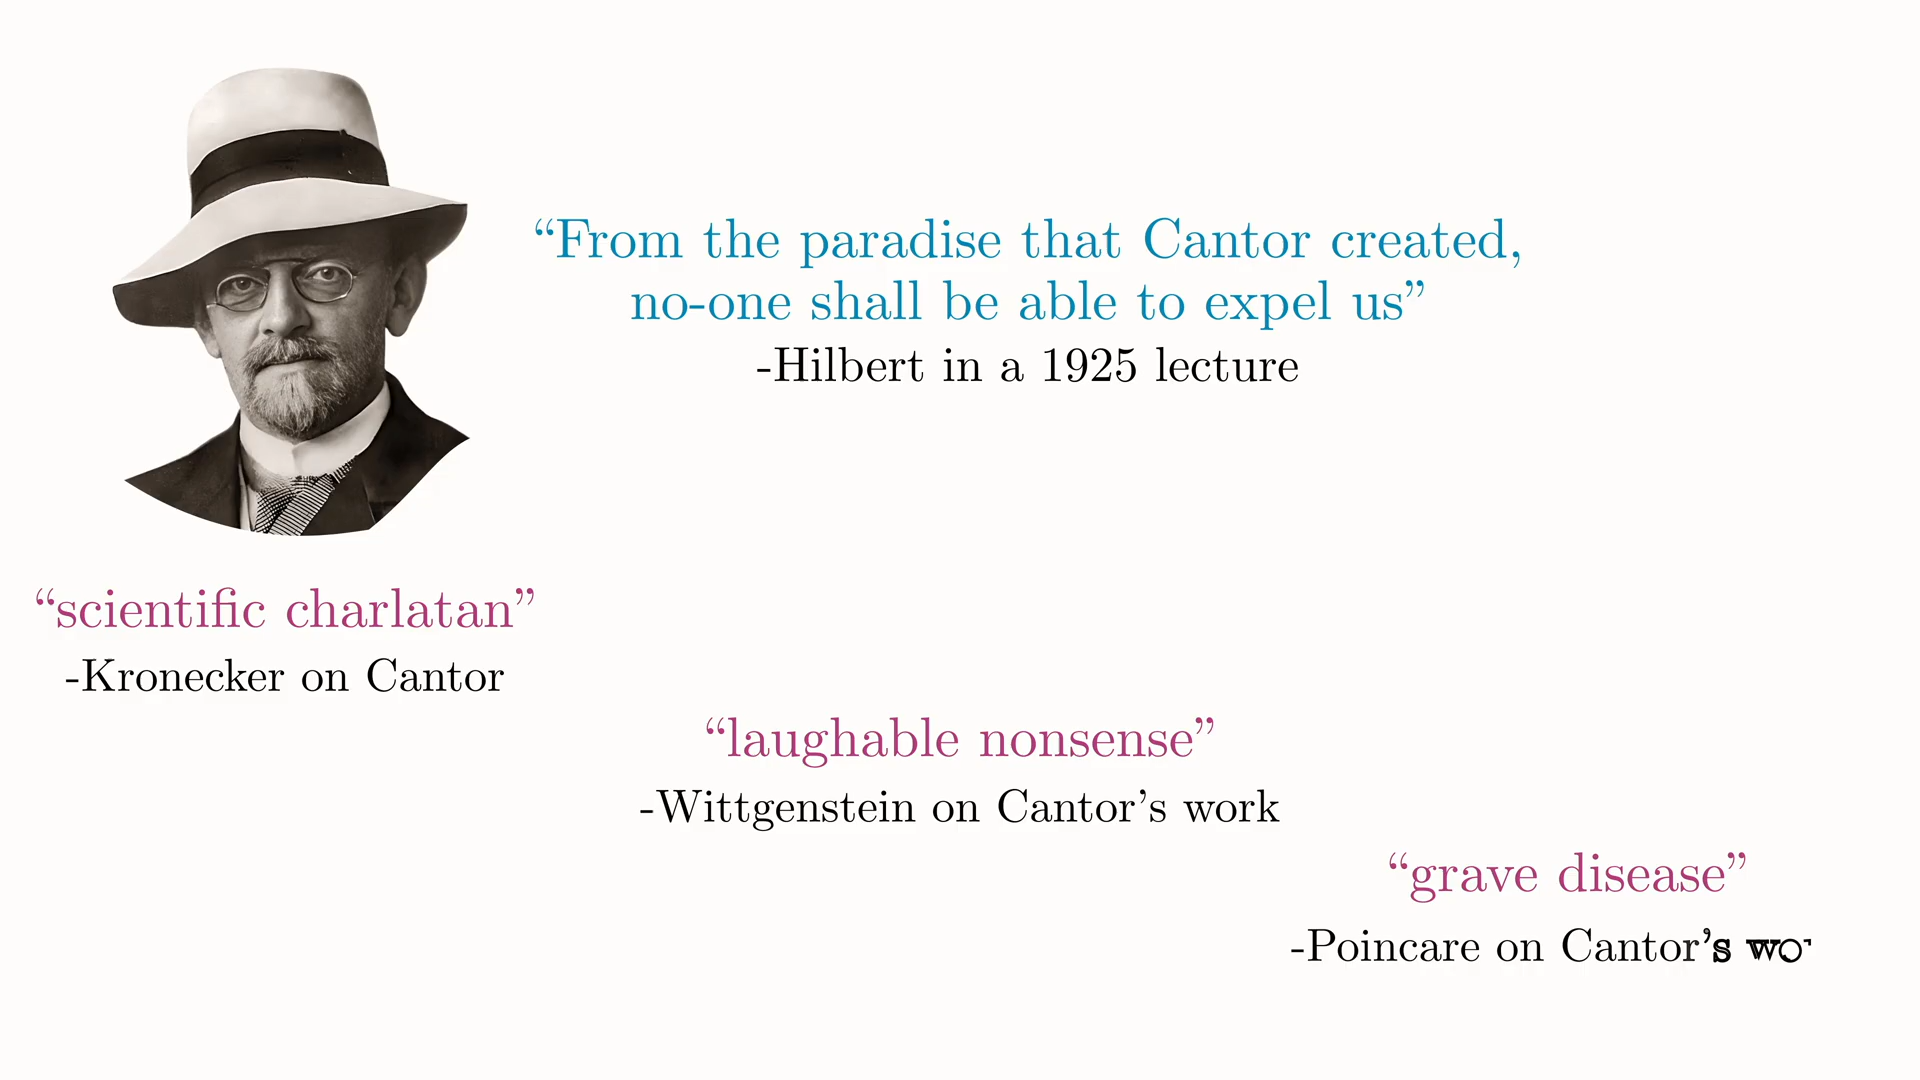 “From the paradise that Cantor created,
no-one shall be able to expel us”
-Hilbert in a 1925 lecture
“scientific charlatan”
-Kronecker on Cantor
“laughable nonsense”
-Wittgenstein on Cantor’s work
“grave disease”
-Poincare on Cantor’s